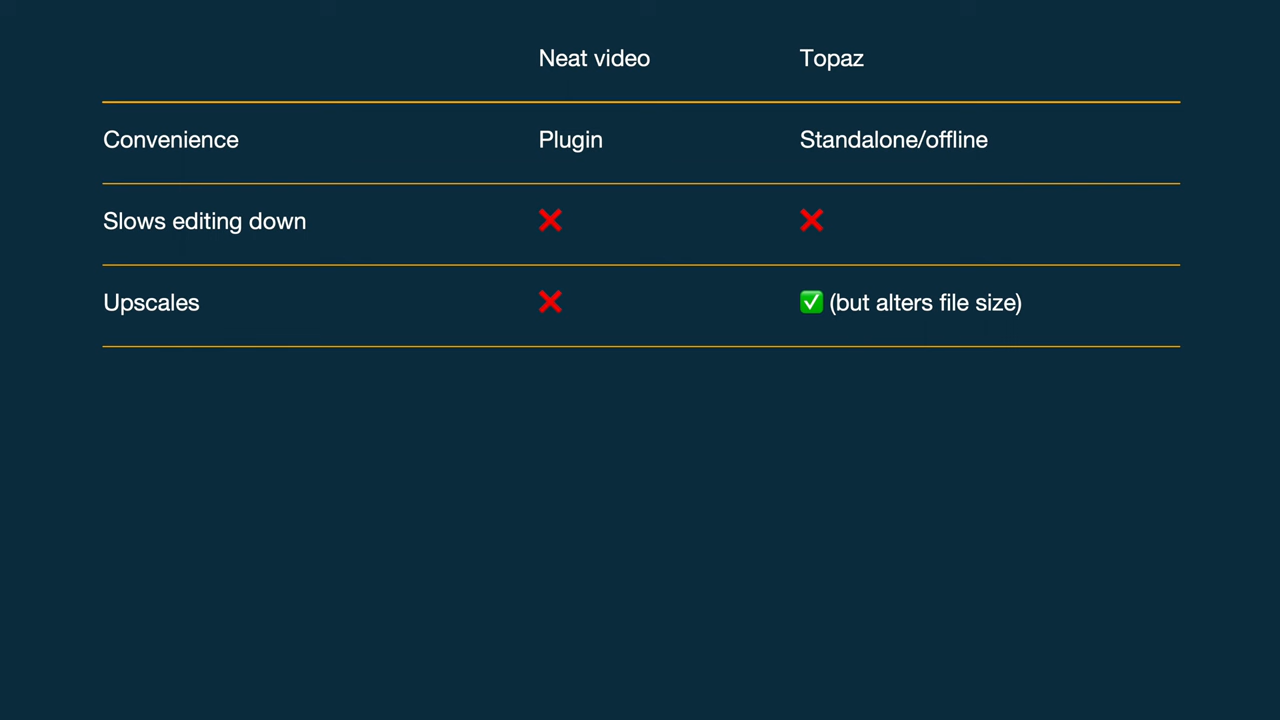 Neat video Topaz
Convenience Plugin Standalone/offline
Slows editing down ❌ ❌
Upscales ❌ ✅ (but alters file size)